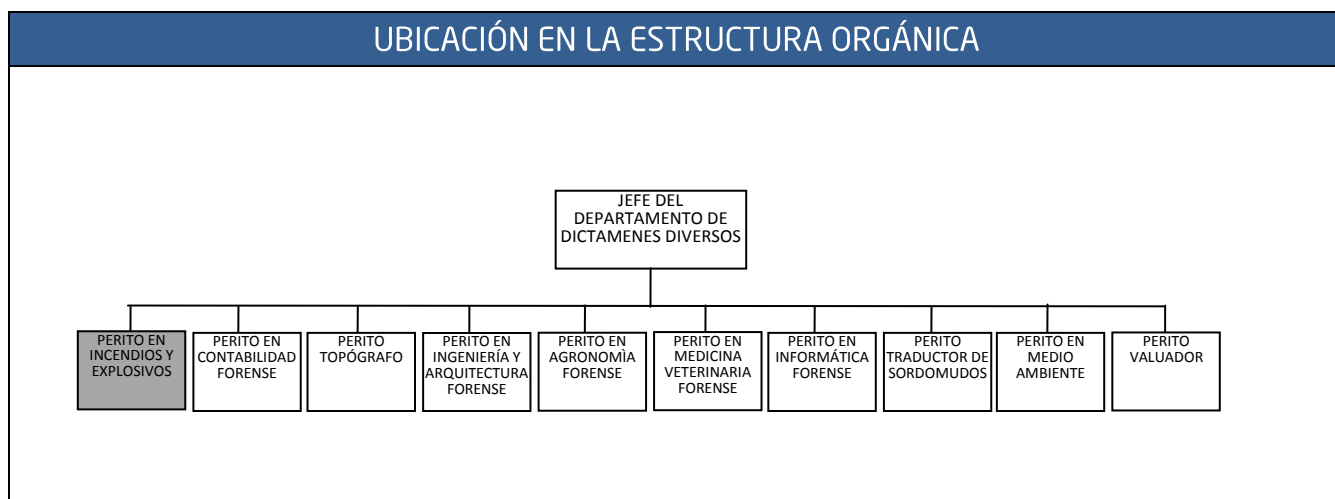 UBICACIÓN EN LA ESTRUCTURA ORGÁNICA
JEFE DEL
DEPARTAMENTO DE
DICTAMENES DIVERSOS
PERITO EN
INCENDIOS Y
EXPLOSIVOS
PERITO EN
CONTABILIDAD
FORENSE
PERITO
TOPÓGRAFO
PERITO EN
INGENIERÍA Y
ARQUITECTURA
FORENSE
PERITO EN
AGRONOMÌA
FORENSE
PERITO EN
MEDICINA
VETERINARIA
FORENSE
PERITO EN
INFORMÁTICA
FORENSE
PERITO
TRADUCTOR DE
SORDOMUDOS
PERITO EN
MEDIO
AMBIENTE
PERITO
VALUADOR